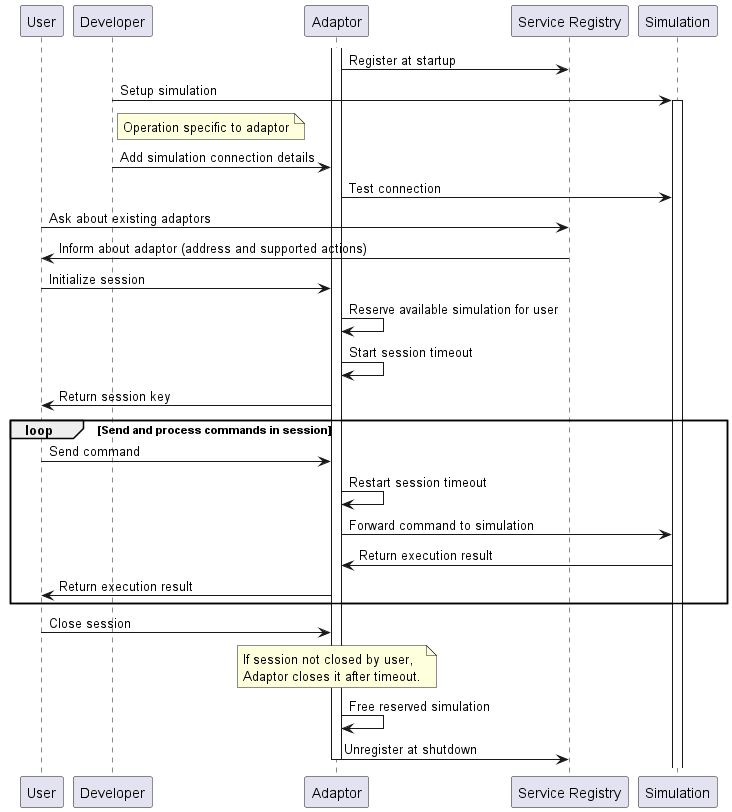 User Developer Adaptor Service Registry Simulation
Register at startup
Setup simulation
Operation specific to adaptor
Add simulation connection details
Test connection
Ask about existing adaptors
Inform about adaptor (address and supported actions)
Initialize session
Reserve available simulation for user
Start session timeout
Return session key
loop [Send and process commands in session]
Send command
Restart session timeout
Forward command to simulation
Return execution result
Return execution result
Close session
If session not closed by user,
Adaptor closes it after timeout.
Free reserved simulation
Unregister at shutdown
User Developer Adaptor Service Registry Simulation